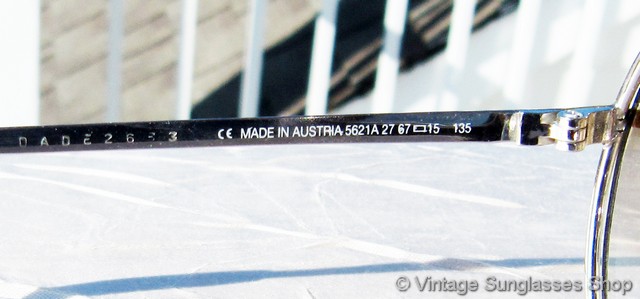 CE MADE IN AUSTRIA 5621A 27 67▭15 135
© Vintage Sunglasses Shop